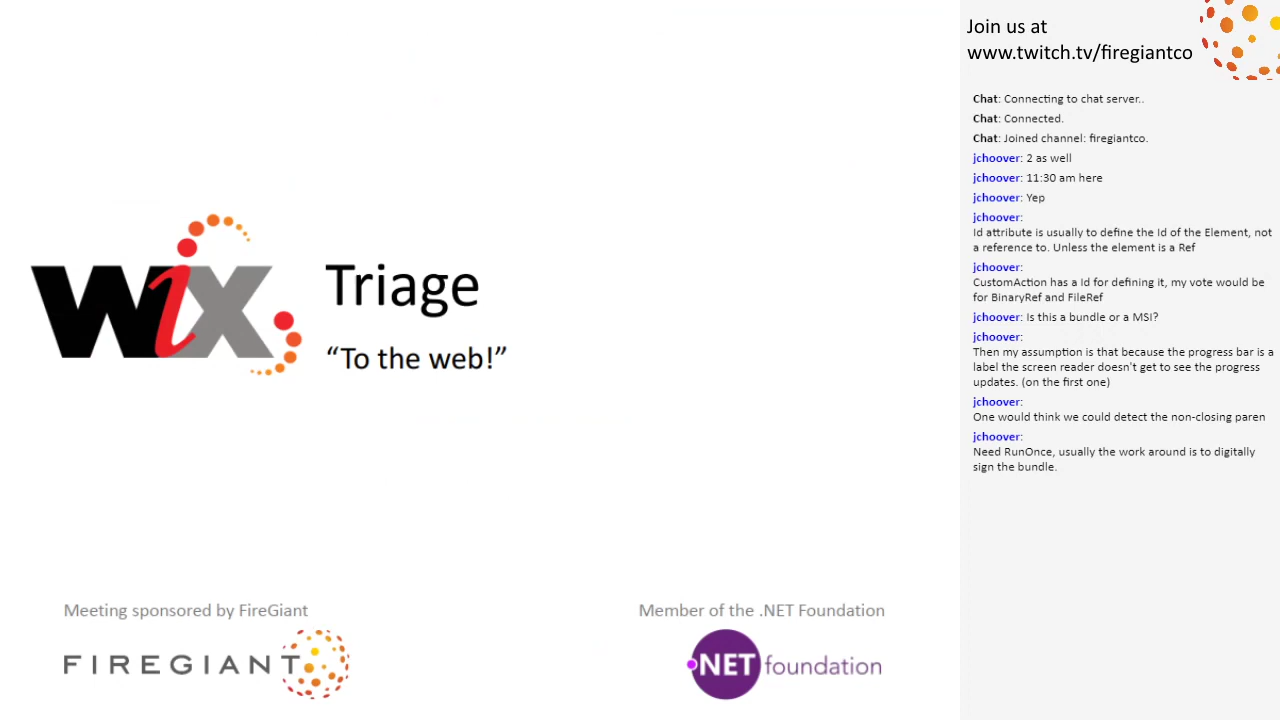 WiX
Triage
“To the web!”
Meeting sponsored by FireGiant
FIREGIANT
Member of the .NET Foundation
.NET foundation
Join us at
www.twitch.tv/firegiantco
Chat: Connecting to chat server..
Chat: Connected.
Chat: Joined channel: firegiantco.
jchoover: 2 as well
jchoover: 11:30 am here
jchoover: Yep
jchoover:
Id attribute is usually to define the Id of the Element, not
a reference to. Unless the element is a Ref
jchoover:
CustomAction has a Id for defining it, my vote would be
for BinaryRef and FileRef
jchoover: Is this a bundle or a MSI?
jchoover:
Then my assumption is that because the progress bar is a
label the screen reader doesn't get to see the progress
updates. (on the first one)
jchoover:
One would think we could detect the non-closing paren
jchoover:
Need RunOnce, usually the work around is to digitally
sign the bundle.